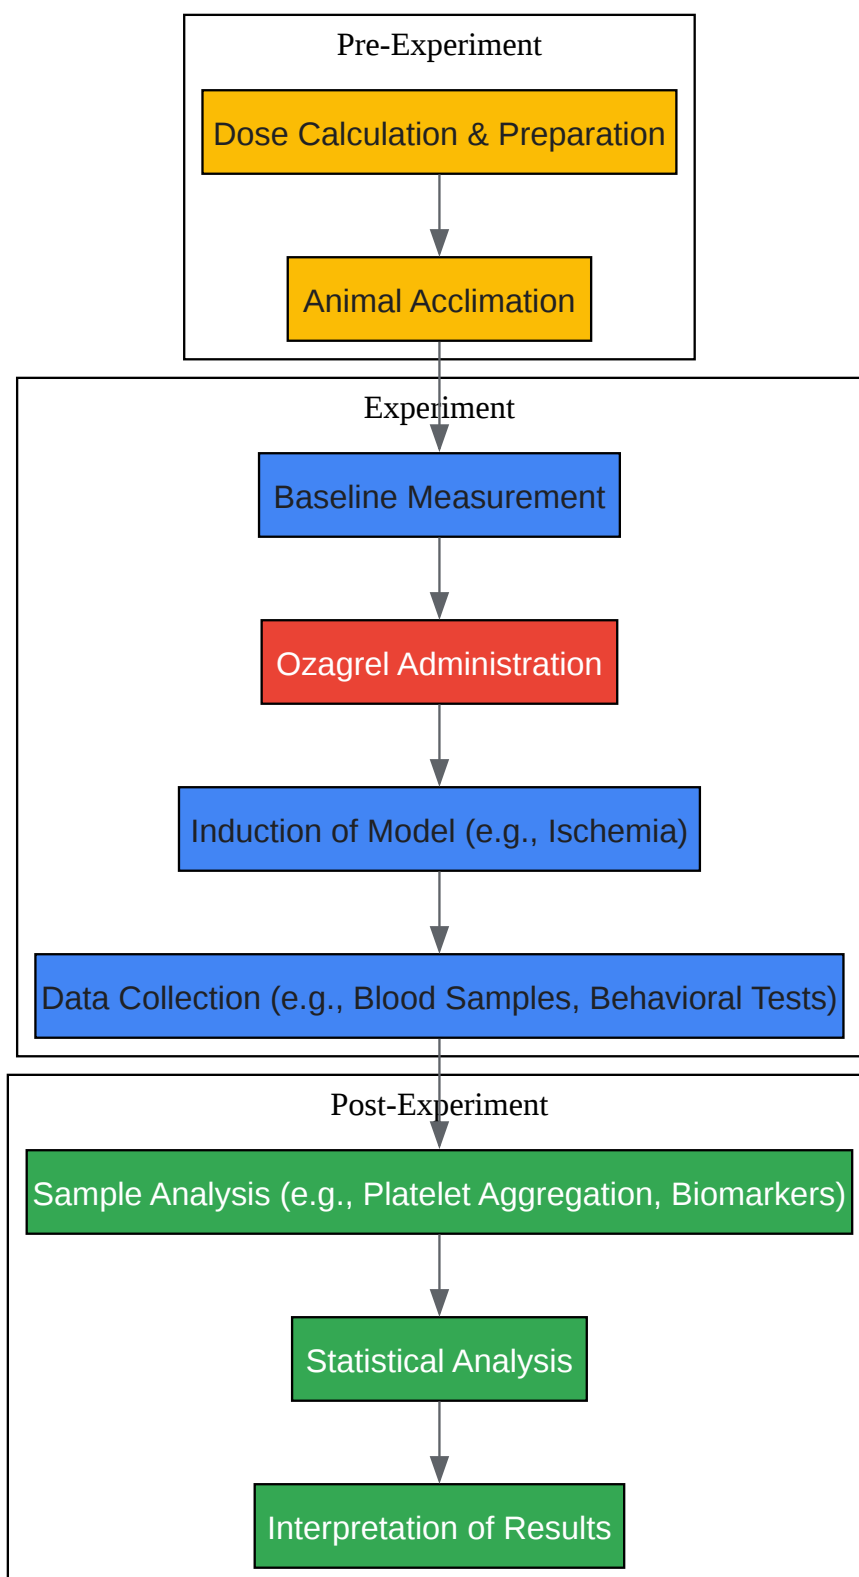 Pre-Experiment
Dose Calculation & Preparation
Animal Acclimation
Experiment
Baseline Measurement
Ozagrel Administration
Induction of Model (e.g., Ischemia)
Data Collection (e.g., Blood Samples, Behavioral Tests)
Post-Experiment
Sample Analysis (e.g., Platelet Aggregation, Biomarkers)
Statistical Analysis
Interpretation of Results